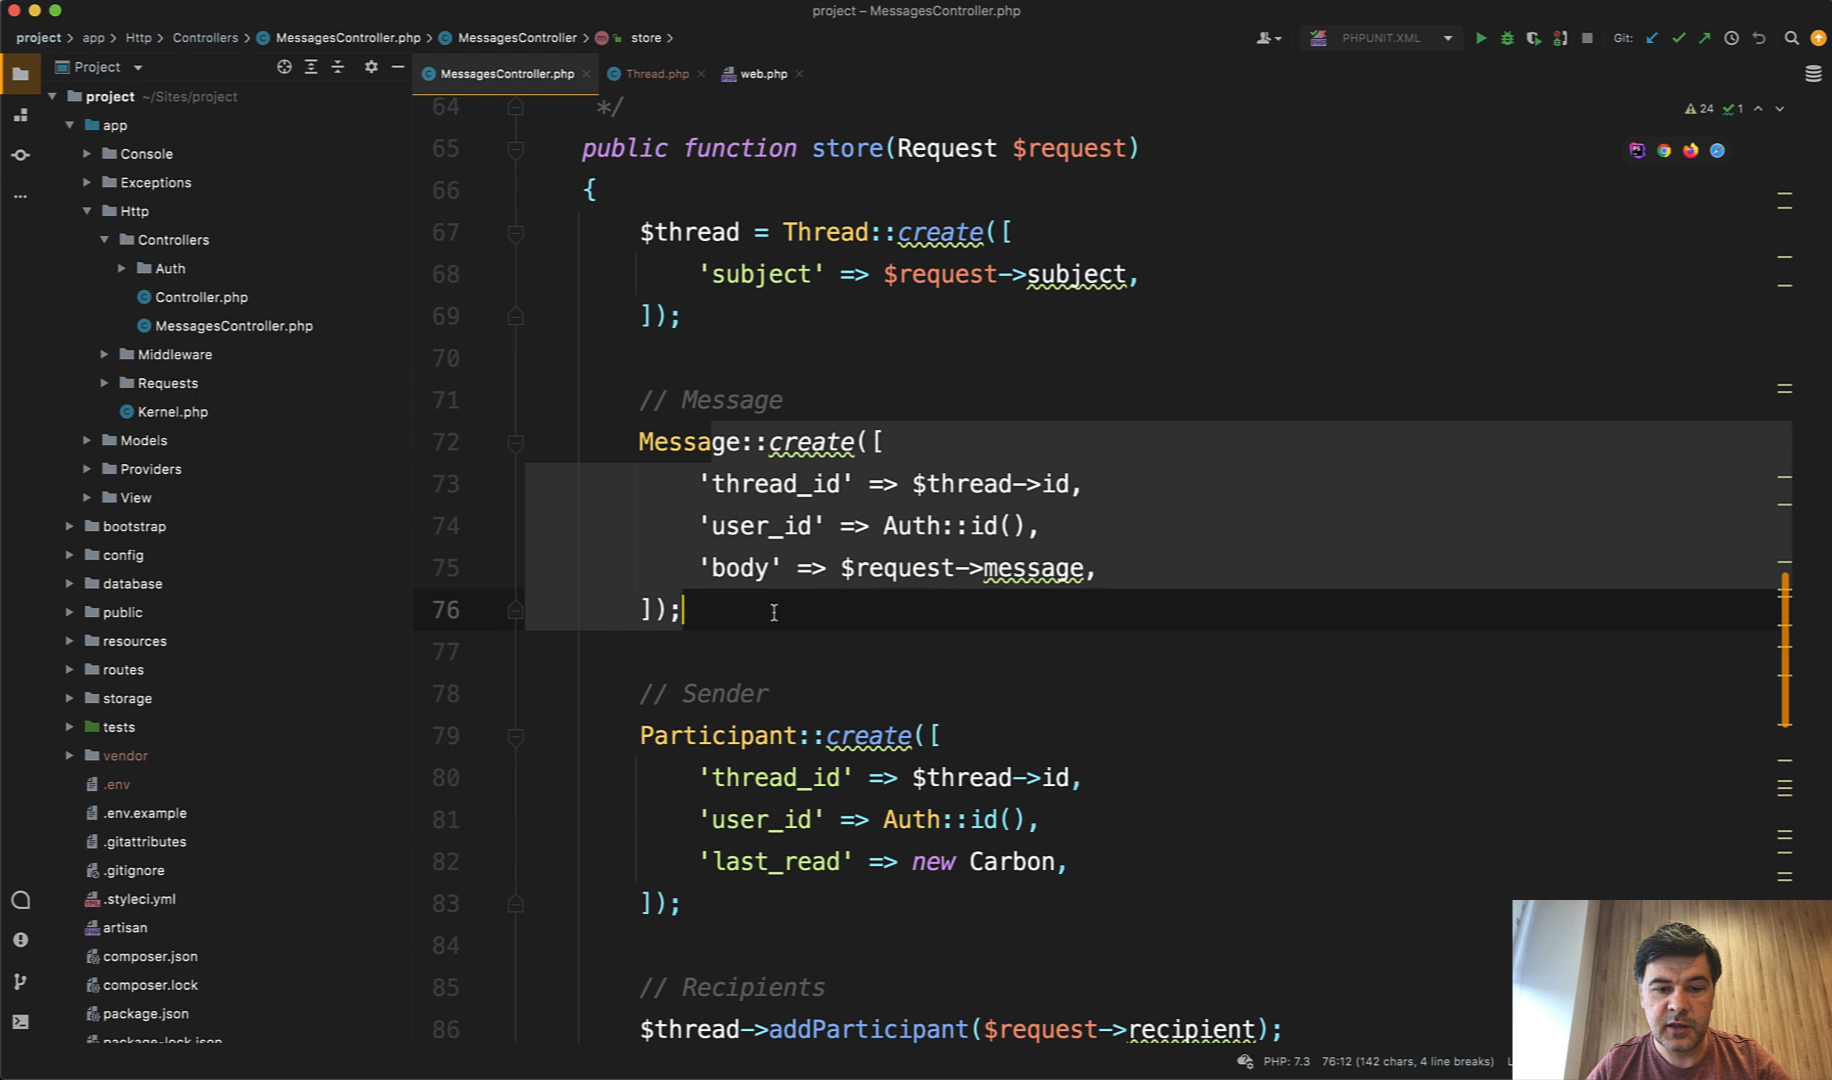 project – MessagesController.php
project > app > Http > Controllers > MessagesController.php > MessagesController > store >
PHPUNIT.XML
Git:
Project
MessagesController.php
Thread.php
web.php
project ~/Sites/project
app
Console
Exceptions
Http
Controllers
Auth
Controller.php
MessagesController.php
Middleware
Requests
Kernel.php
Models
Providers
View
bootstrap
config
database
public
resources
routes
storage
tests
vendor
.env
.env.example
.gitattributes
.gitignore
.styleci.yml
artisan
composer.json
composer.lock
package.json
package-lock.json
24 1
64 */
65 public function store(Request $request)
66 {
67 $thread = Thread::create([
68 'subject' => $request->subject,
69 ]);
70
71 // Message
72 Message::create([
73 'thread_id' => $thread->id,
74 'user_id' => Auth::id(),
75 'body' => $request->message,
76 ]);
77
78 // Sender
79 Participant::create([
80 'thread_id' => $thread->id,
81 'user_id' => Auth::id(),
82 'last_read' => new Carbon,
83 ]);
84
85 // Recipients
86 $thread->addParticipant($request->recipient);
PHP: 7.3 76:12 (142 chars, 4 line breaks)